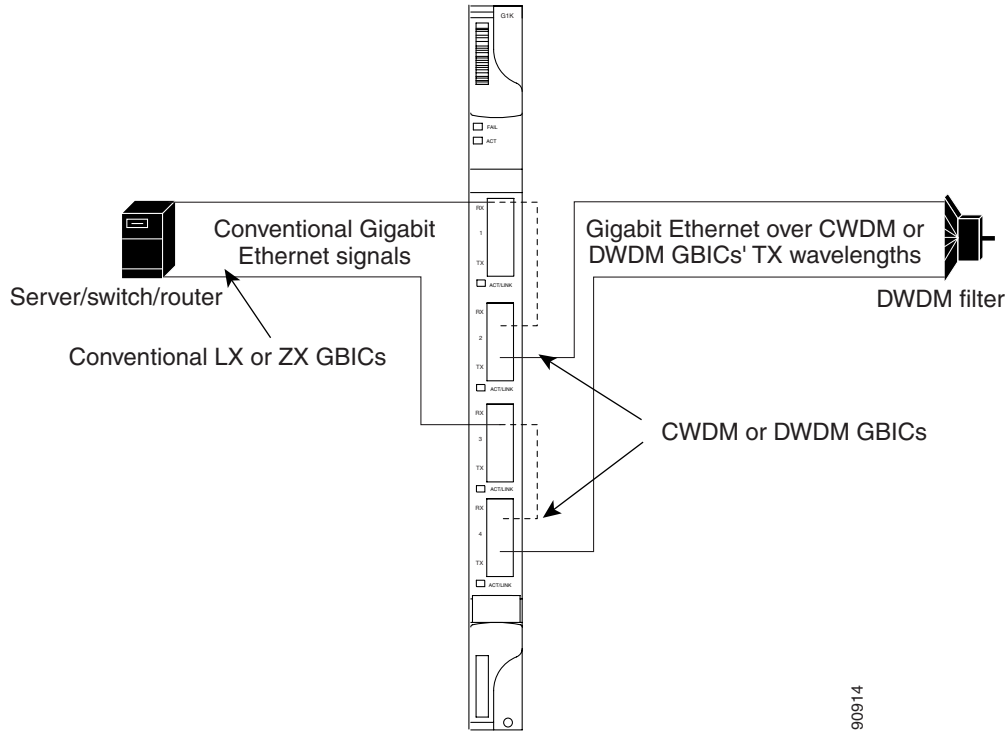 G1K
FAIL
ACT
RX
1
TX
ACT/LINK
RX
2
TX
ACT/LINK
RX
3
TX
ACT/LINK
RX
4
TX
ACT/LINK
Conventional Gigabit
Ethernet signals
Server/switch/router
Conventional LX or ZX GBICs
Gigabit Ethernet over CWDM or
DWDM GBICs' TX wavelengths
DWDM filter
CWDM or DWDM GBICs
90914